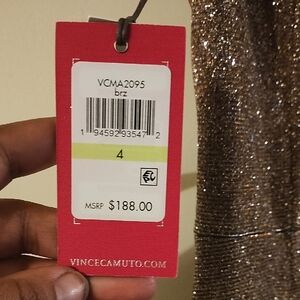 VCMA2095
brz
1 94592 93547 2
4
MSRP $188.00
VINCECAMUTO.COM